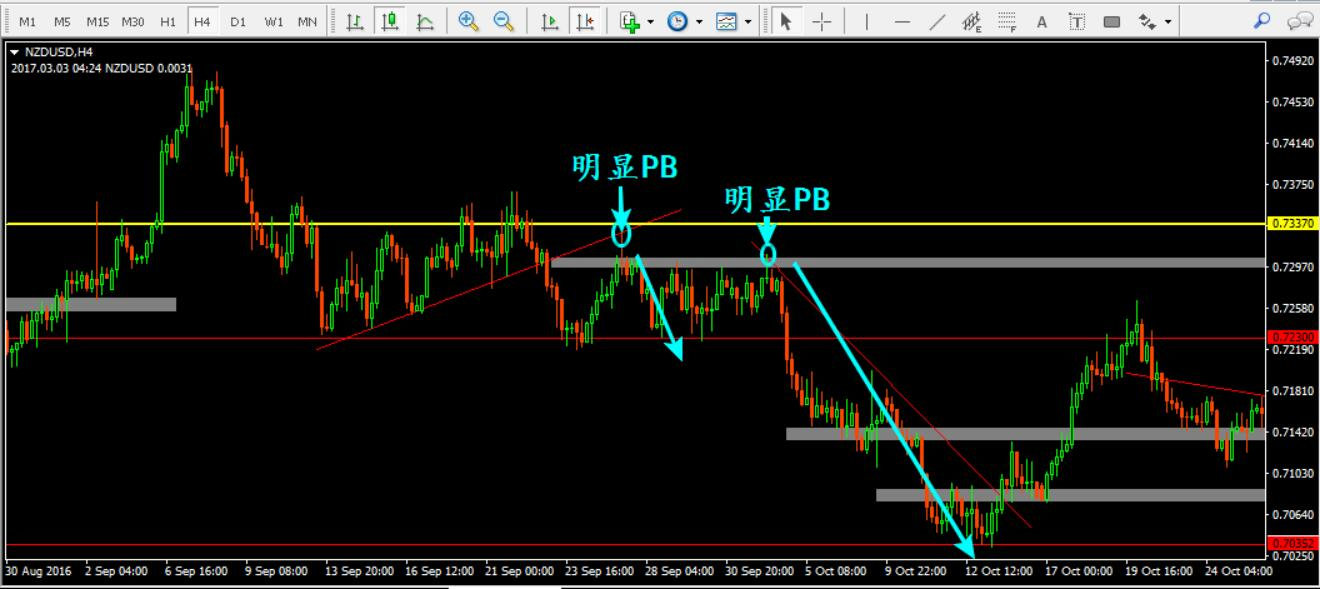 M1 M5 M15 M30 H1 H4 D1 W1 MN E F A T
NZDUSD,H4
2017.03.03 04:24 NZDUSD 0.0031
明显PB
明显PB
0.74920
0.74530
0.74140
0.73750
0.73370
0.72970
0.72580
0.72300
0.72190
0.71810
0.71420
0.71030
0.70640
0.70352
0.70250
30 Aug 2016 2 Sep 04:00 6 Sep 16:00 9 Sep 08:00 13 Sep 20:00 16 Sep 12:00 21 Sep 00:00 23 Sep 16:00 28 Sep 04:00 30 Sep 20:00 5 Oct 08:00 9 Oct 22:00 12 Oct 12:00 17 Oct 00:00 19 Oct 16:00 24 Oct 04:00